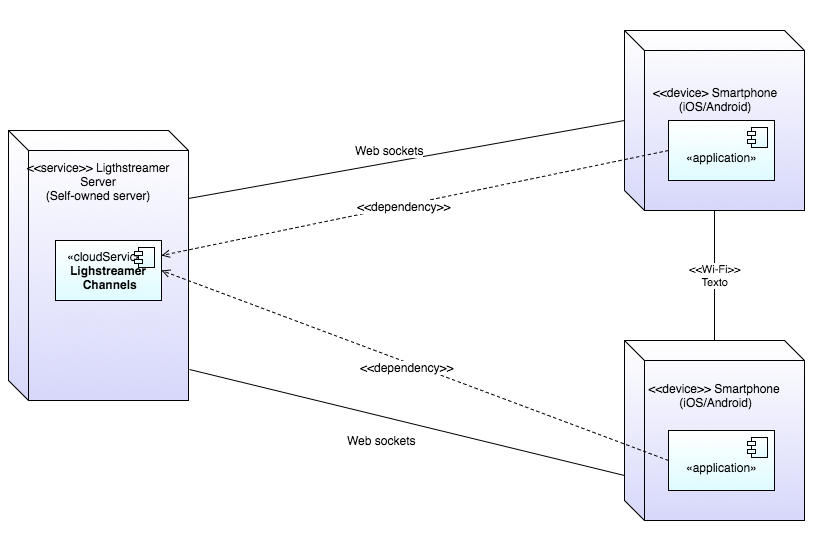 <<device> Smartphone
(iOS/Android)
«application»
Web sockets
<<service>> Ligthstreamer
Server
(Self-owned server)
<<dependency>>
«cloudServic
Lighstreamer
Channels
<<Wi-Fi>>
Texto
<<dependency>>
<<device>> Smartphone
(iOS/Android)
Web sockets
«application»